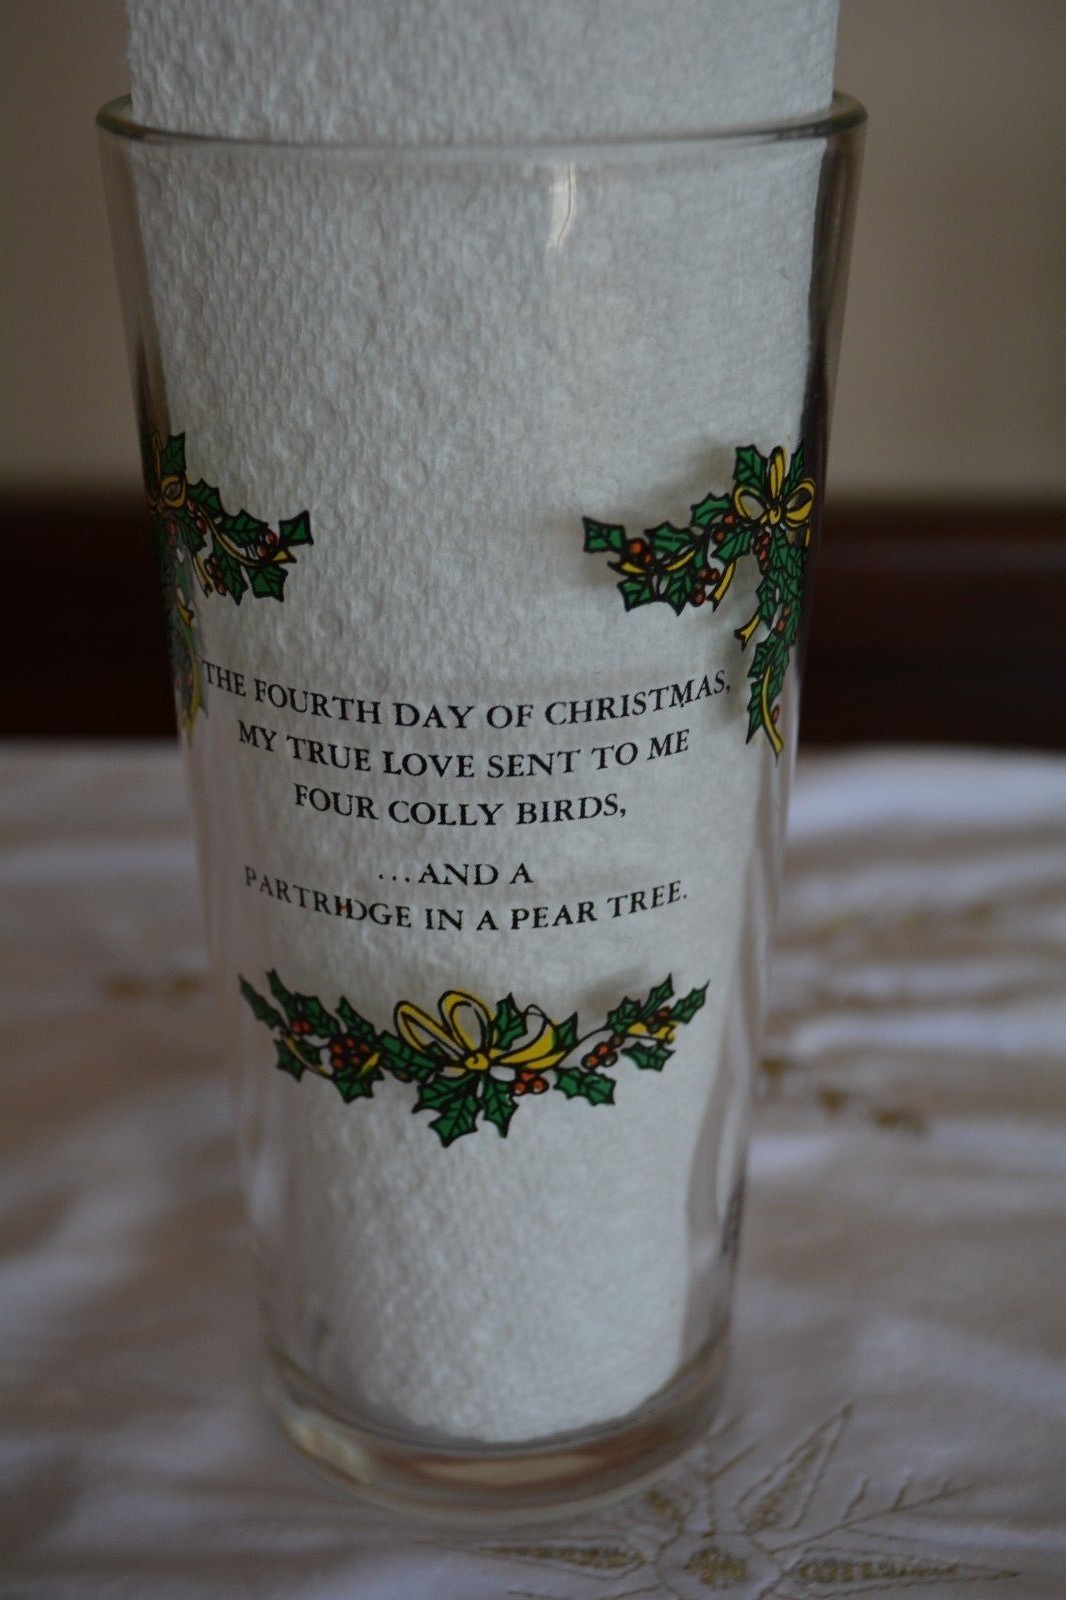 THE FOURTH DAY OF CHRISTMAS,
MY TRUE LOVE SENT TO ME
FOUR COLLY BIRDS,
...AND A
PARTRIDGE IN A PEAR TREE.